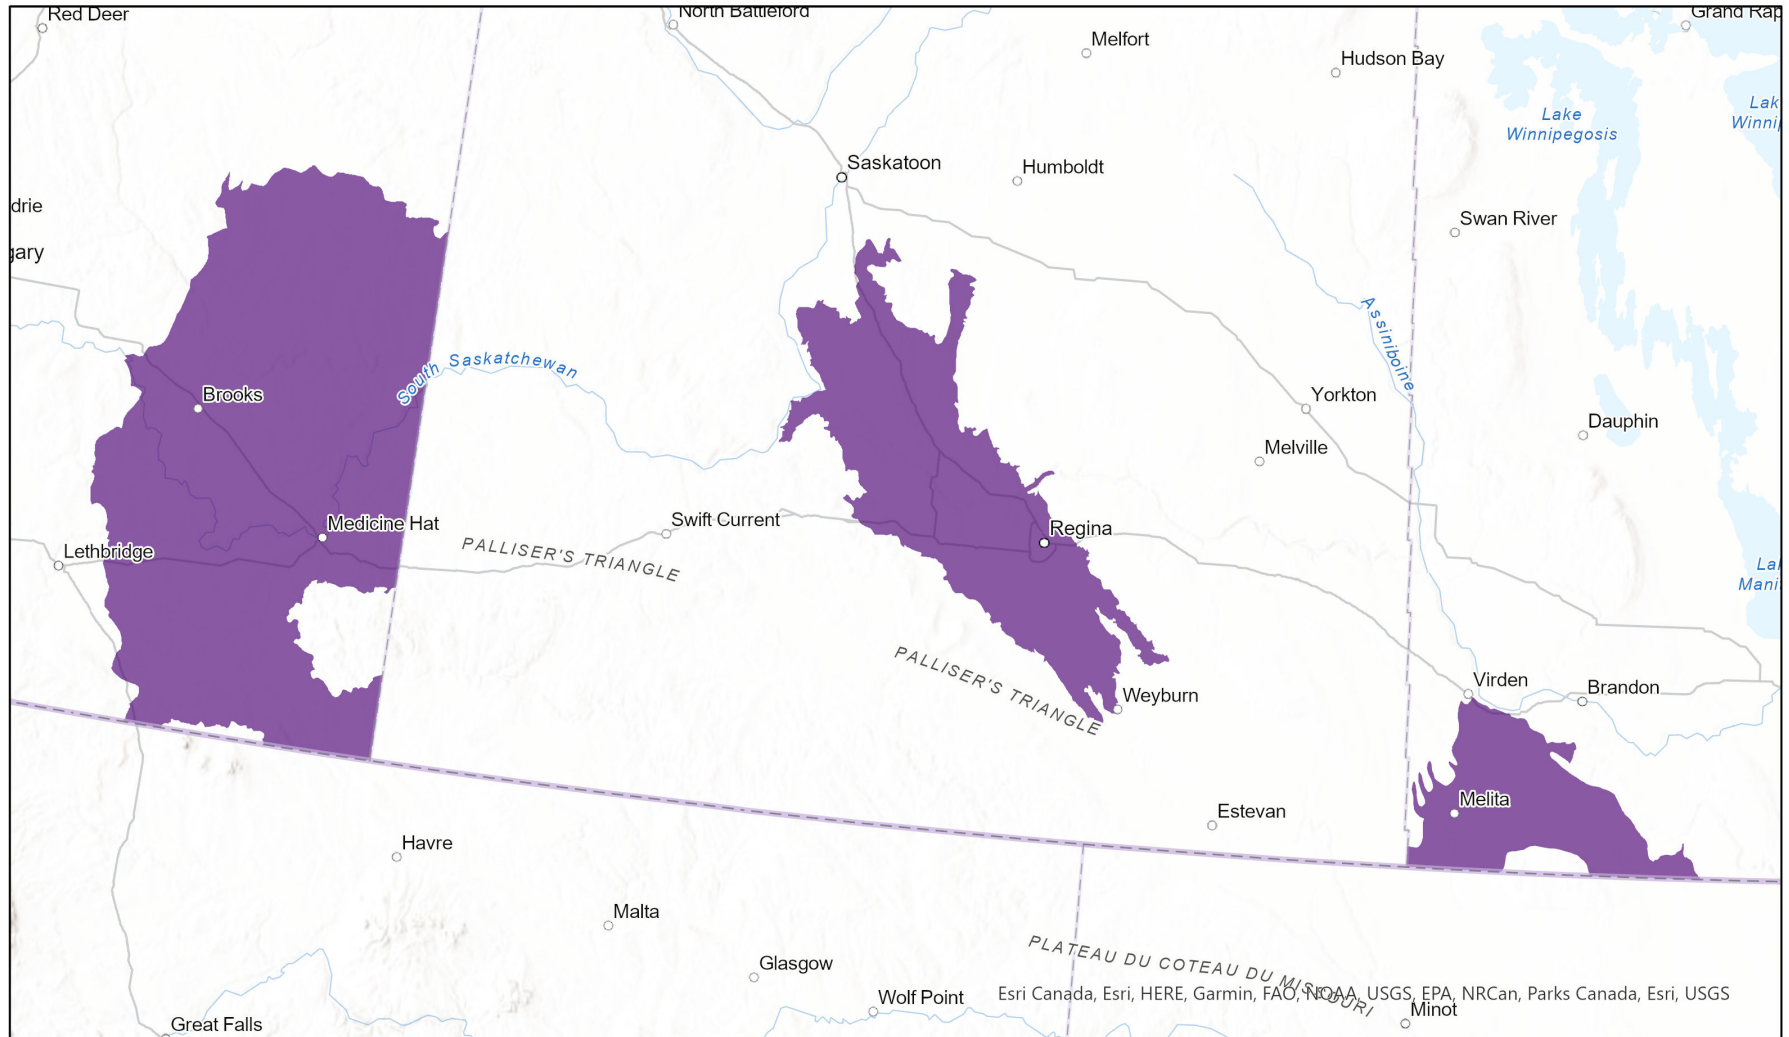 Red Deer
North Battleford
Grand Rap
Melfort
Hudson Bay
Lake
Winnipegosis
Lak
Winnip
Saskatoon
Humboldt
drie
Swan River
gary
Assiniboine
South Saskatchewan
Brooks
Yorkton
Dauphin
Melville
Medicine Hat
Swift Current
Regina
PALLISER'S TRIANGLE
Lethbridge
Lak
Mani
PALLISER'S TRIANGLE
Weyburn
Virden
Brandon
Melita
Estevan
Havre
Malta
PLATEAU DU COTEAU DU MISSOURI
Glasgow
Wolf Point
Esri Canada, Esri, HERE, Garmin, FAO, NOAA, USGS, EPA, NRCan, Parks Canada, Esri, USGS
Minot
Great Falls